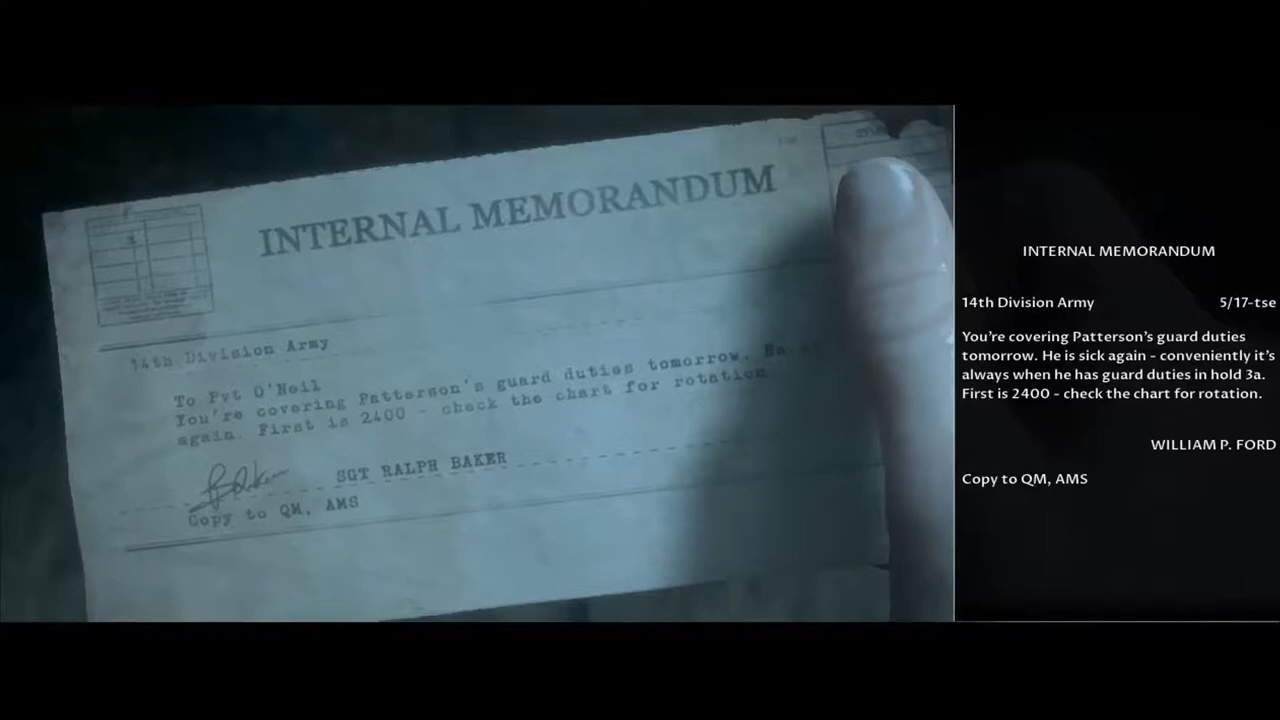 INTERNAL MEMORANDUM
14th Division Army
To Pvt O'Neil
You're covering Patterson's guard duties tomorrow. He
again. First is 2400 - check the chart for rotation
SGT RALPH BAKER
Copy to QM, AMS
INTERNAL MEMORANDUM
14th Division Army 5/17-tse
You're covering Patterson's guard duties
tomorrow. He is sick again - conveniently it's
always when he has guard duties in hold 3a.
First is 2400 - check the chart for rotation.
WILLIAM P. FORD
Copy to QM, AMS